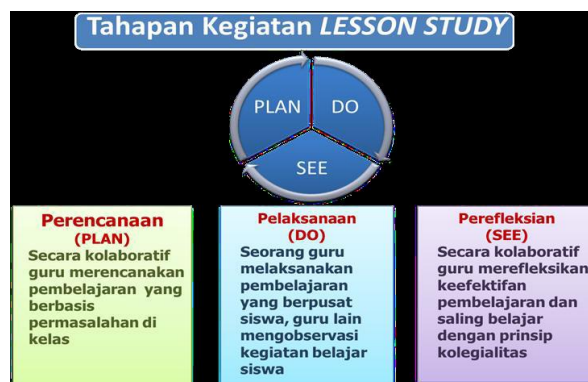 Tahapan Kegiatan LESSON STUDY
PLAN
DO
SEE
Perencanaan
(PLAN)
Secara kolaboratif
guru merencanakan
pembelajaran yang
berbasis
permasalahan di
kelas
Pelaksanaan
(DO)
Seorang guru
melaksanakan
pembelajaran
yang berpusat
siswa, guru lain
mengobservasi
kegiatan belajar
siswa
Perefleksian
(SEE)
Secara kolaboratif
guru merefleksikan
keefektifan
pembelajaran dan
saling belajar
dengan prinsip
kolegialitas